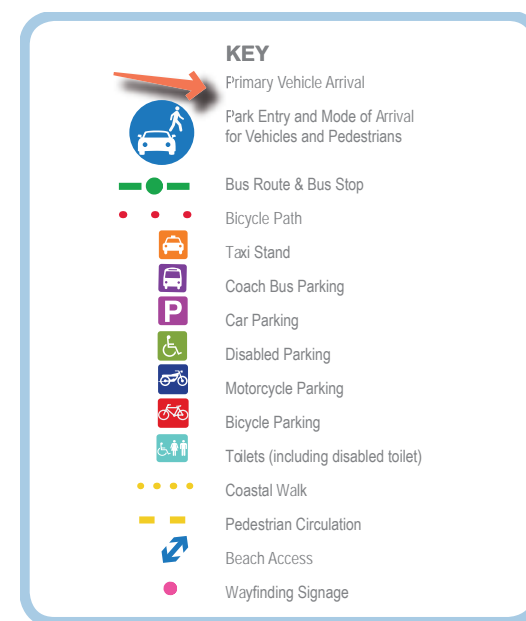 KEY
Primary Vehicle Arrival
Park Entry and Mode of Arrival
for Vehicles and Pedestrians
Bus Route & Bus Stop
Bicycle Path
Taxi Stand
Coach Bus Parking
P
Car Parking
Disabled Parking
Motorcycle Parking
Bicycle Parking
Toilets (including disabled toilet)
Coastal Walk
Pedestrian Circulation
Beach Access
Wayfinding Signage